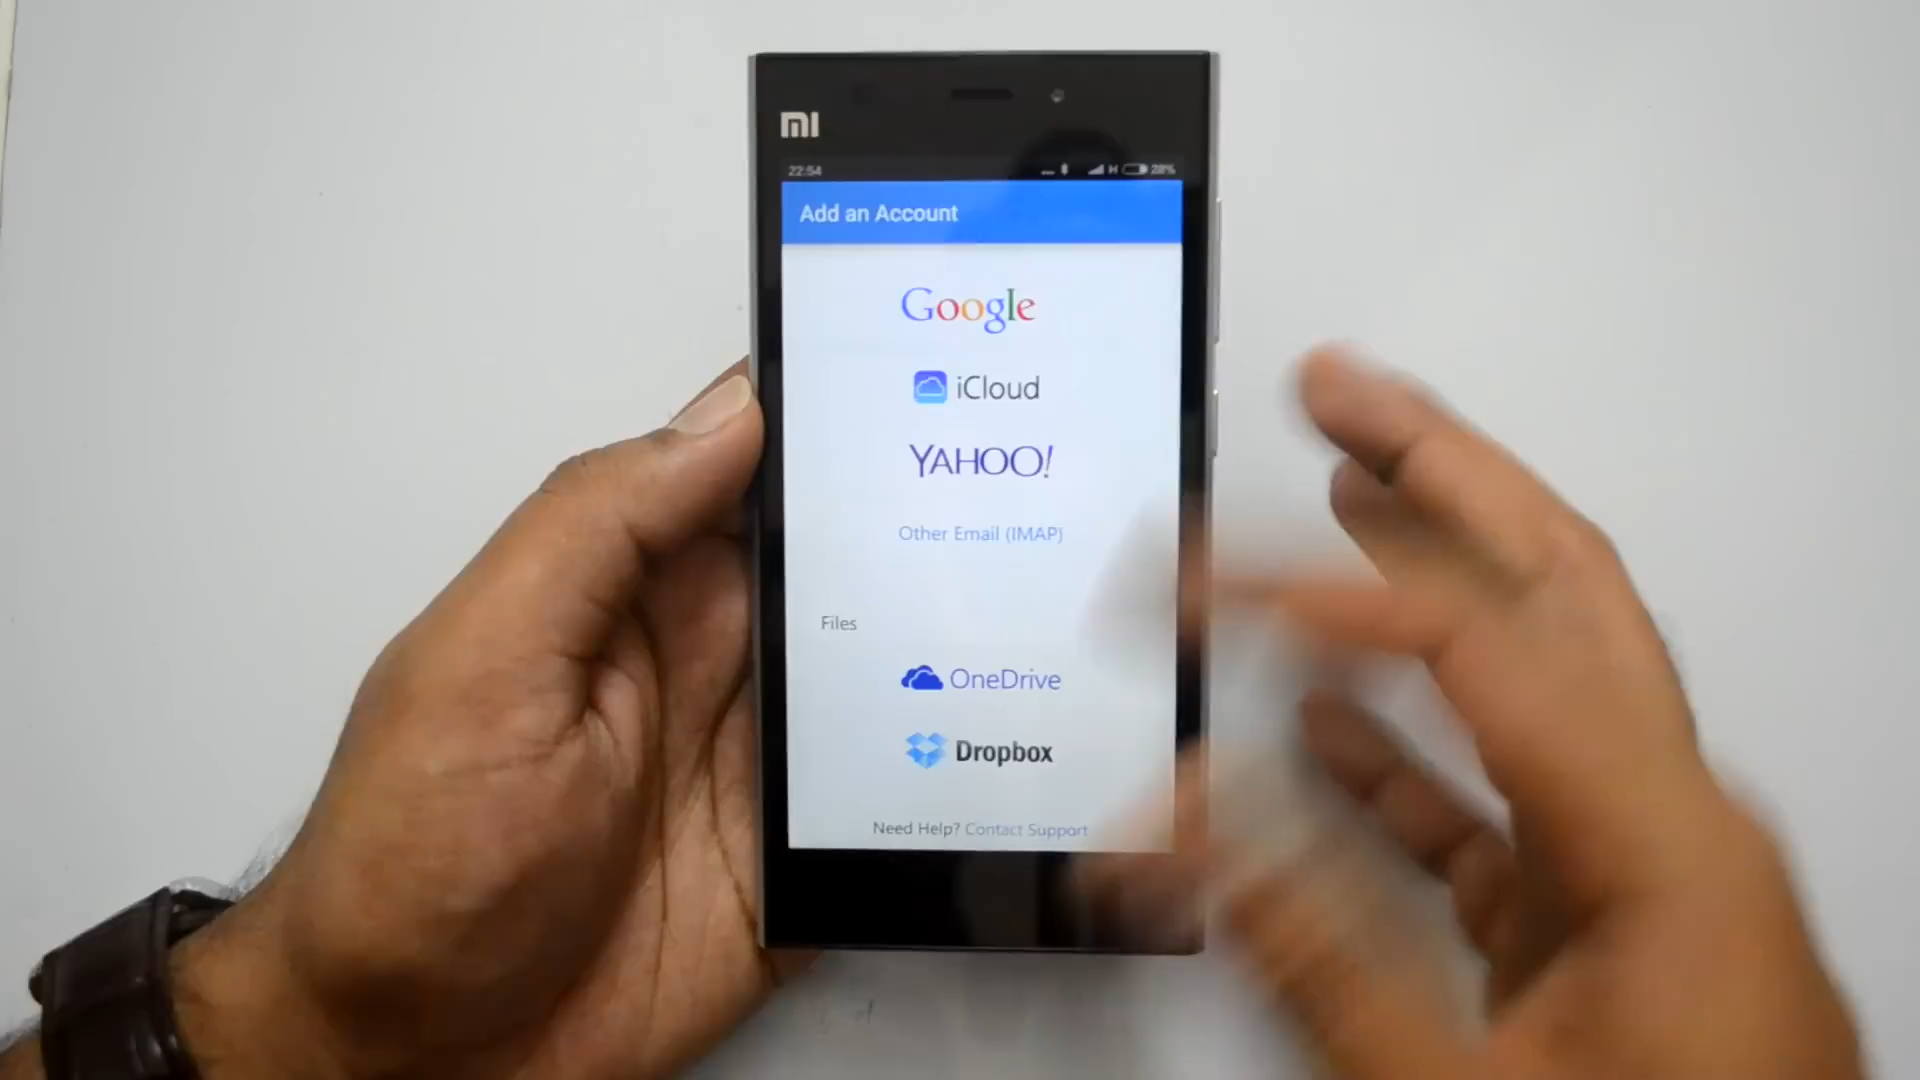 mi
22:54
H 28%
Add an Account
Google
iCloud
YAHOO!
Other Email (IMAP)
Files
OneDrive
Dropbox
Need Help? Contact Support